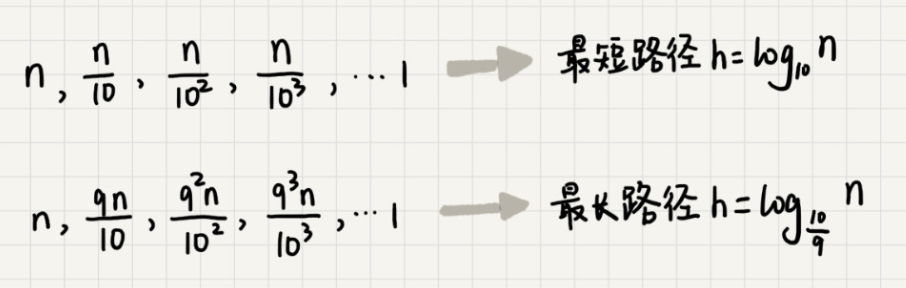 n, n/10, n/10², n/10³, ⋯ 1 → 最短路径 h = log₁₀ n
n, 9n/10, 9²n/10², 9³n/10³, ⋯ 1 → 最长路径 h = log_(10/9) n